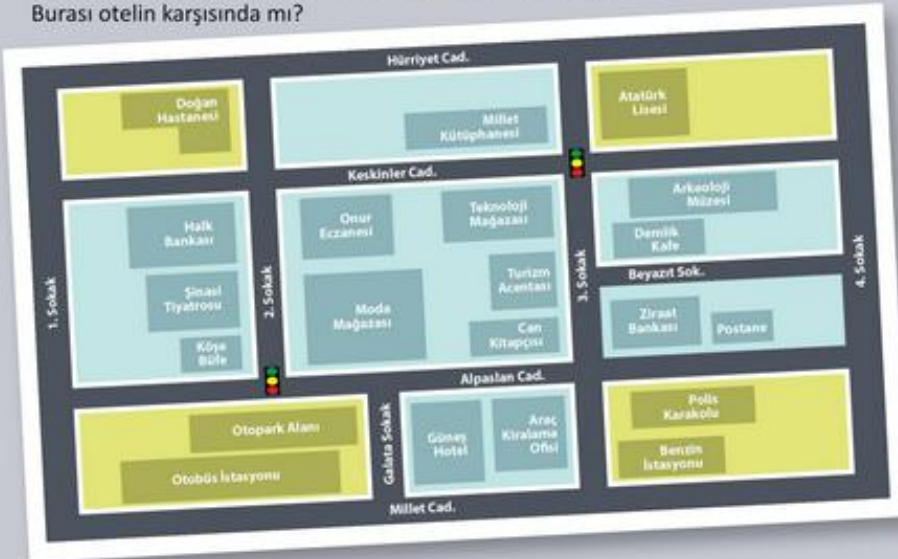 Burası otelin karşısında mı?
Hürriyet Cad.
Doğan
Hastanesi
Millet
Kütüphanesi
Atatürk
Lisesi
Keskinler Cad.
Halk
Bankası
Onur
Eczanesi
Teknoloji
Mağazası
Arkeoloji
Müzesi
Demlik
Kafe
1. Sokak
Şinasi
Tiyatrosu
2. Sokak
Moda
Mağazası
Turizm
Acentası
3. Sokak
Beyazıt Sok.
4. Sokak
Köşe
Büfe
Can
Kitapçısı
Ziraat
Bankası
Postane
Alpaslan Cad.
Otopark Alanı
Otobüs İstasyonu
Galata Sokak
Güneş
Hotel
Araç
Kiralama
Ofisi
Polis
Karakolu
Benzin
İstasyonu
Millet Cad.